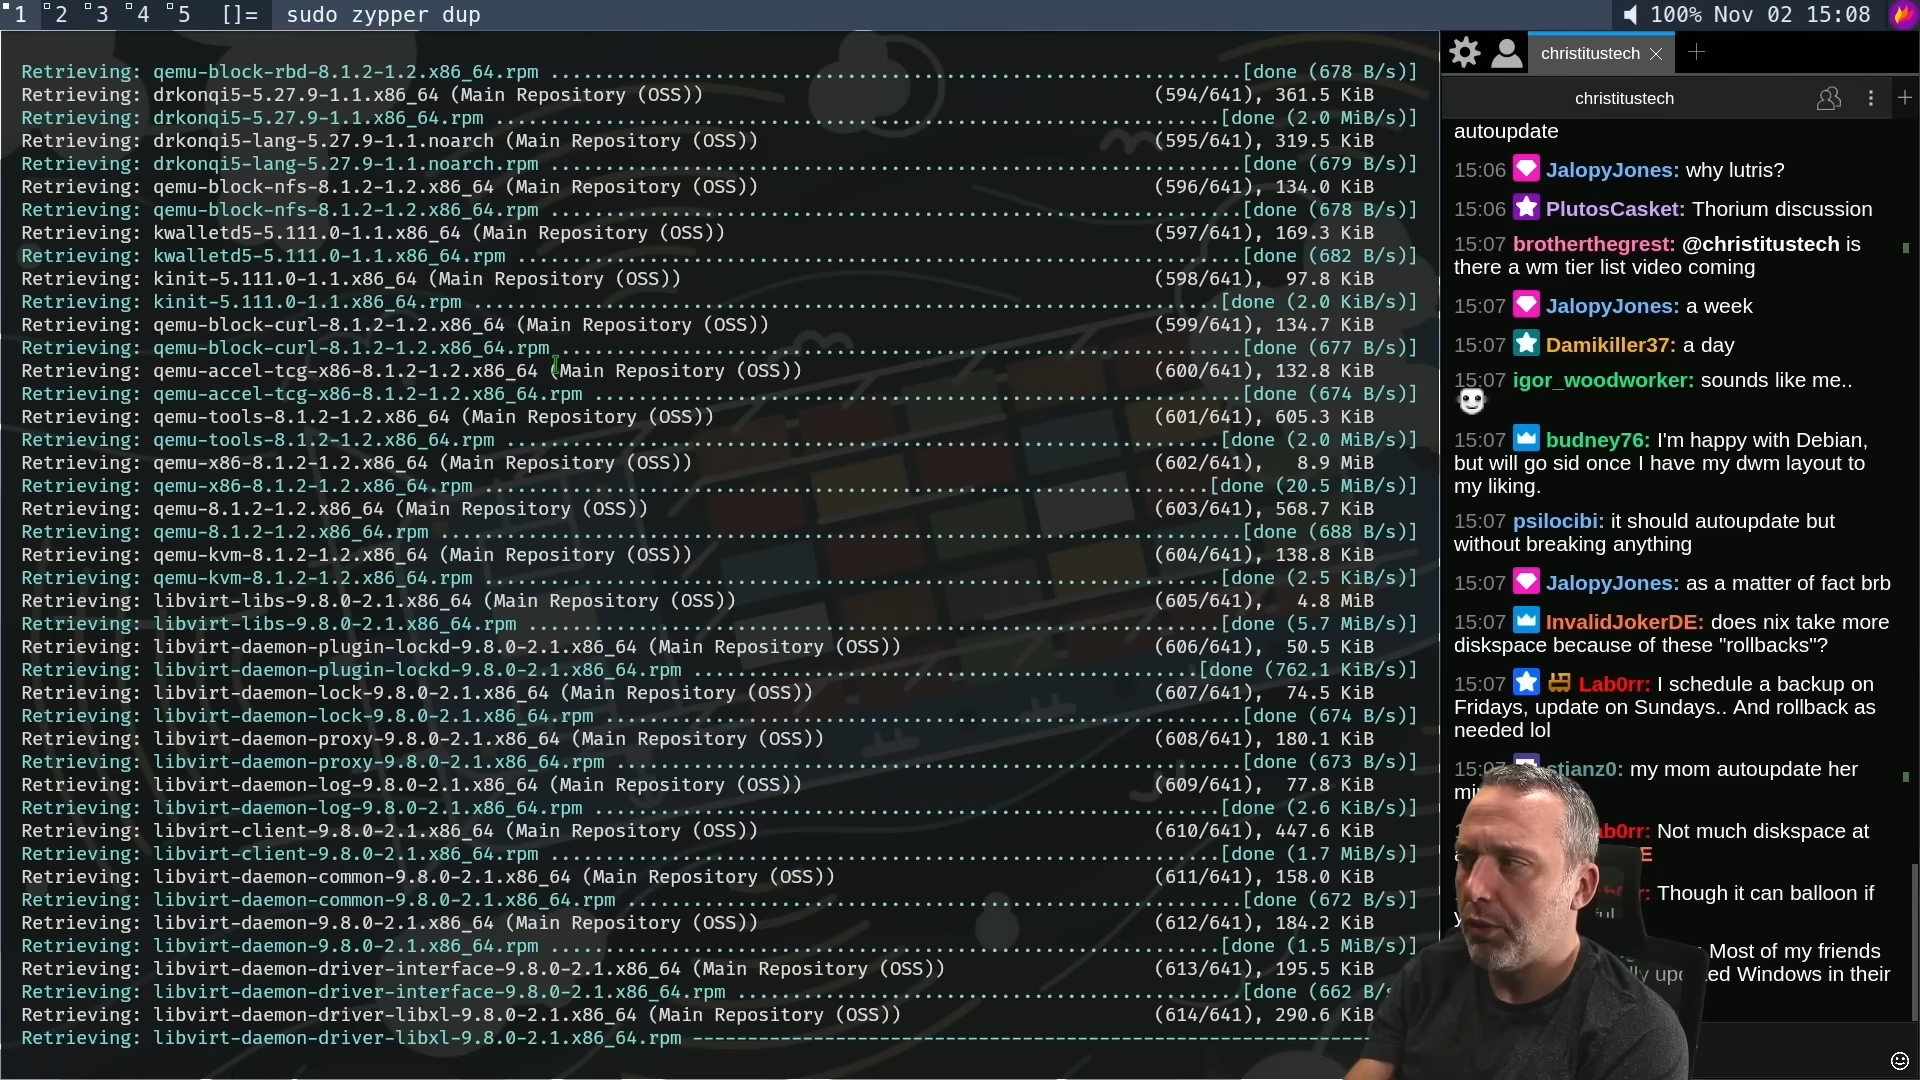 1 2 3 4 5 []= sudo zypper dup 100% Nov 02 15:08
Retrieving: qemu-block-rbd-8.1.2-1.2.x86_64.rpm ..............................................................[done (678 B/s)]
Retrieving: drkonqi5-5.27.9-1.1.x86_64 (Main Repository (OSS)) (594/641), 361.5 KiB
Retrieving: drkonqi5-5.27.9-1.1.x86_64.rpm .................................................................[done (2.0 MiB/s)]
Retrieving: drkonqi5-lang-5.27.9-1.1.noarch (Main Repository (OSS)) (595/641), 319.5 KiB
Retrieving: drkonqi5-lang-5.27.9-1.1.noarch.rpm ..............................................................[done (679 B/s)]
Retrieving: qemu-block-nfs-8.1.2-1.2.x86_64 (Main Repository (OSS)) (596/641), 134.0 KiB
Retrieving: qemu-block-nfs-8.1.2-1.2.x86_64.rpm ..............................................................[done (678 B/s)]
Retrieving: kwalletd5-5.111.0-1.1.x86_64 (Main Repository (OSS)) (597/641), 169.3 KiB
Retrieving: kwalletd5-5.111.0-1.1.x86_64.rpm .................................................................[done (682 B/s)]
Retrieving: kinit-5.111.0-1.1.x86_64 (Main Repository (OSS)) (598/641), 97.8 KiB
Retrieving: kinit-5.111.0-1.1.x86_64.rpm ...................................................................[done (2.0 KiB/s)]
Retrieving: qemu-block-curl-8.1.2-1.2.x86_64 (Main Repository (OSS)) (599/641), 134.7 KiB
Retrieving: qemu-block-curl-8.1.2-1.2.x86_64.rpm .............................................................[done (677 B/s)]
Retrieving: qemu-accel-tcg-x86-8.1.2-1.2.x86_64 (Main Repository (OSS)) (600/641), 132.8 KiB
Retrieving: qemu-accel-tcg-x86-8.1.2-1.2.x86_64.rpm ..........................................................[done (674 B/s)]
Retrieving: qemu-tools-8.1.2-1.2.x86_64 (Main Repository (OSS)) (601/641), 605.3 KiB
Retrieving: qemu-tools-8.1.2-1.2.x86_64.rpm ................................................................[done (2.0 MiB/s)]
Retrieving: qemu-x86-8.1.2-1.2.x86_64 (Main Repository (OSS)) (602/641), 8.9 MiB
Retrieving: qemu-x86-8.1.2-1.2.x86_64.rpm .................................................................[done (20.5 MiB/s)]
Retrieving: qemu-8.1.2-1.2.x86_64 (Main Repository (OSS)) (603/641), 568.7 KiB
Retrieving: qemu-8.1.2-1.2.x86_64.rpm ........................................................................[done (688 B/s)]
Retrieving: qemu-kvm-8.1.2-1.2.x86_64 (Main Repository (OSS)) (604/641), 138.8 KiB
Retrieving: qemu-kvm-8.1.2-1.2.x86_64.rpm ..................................................................[done (2.5 KiB/s)]
Retrieving: libvirt-libs-9.8.0-2.1.x86_64 (Main Repository (OSS)) (605/641), 4.8 MiB
Retrieving: libvirt-libs-9.8.0-2.1.x86_64.rpm ..............................................................[done (5.7 MiB/s)]
Retrieving: libvirt-daemon-plugin-lockd-9.8.0-2.1.x86_64 (Main Repository (OSS)) (606/641), 50.5 KiB
Retrieving: libvirt-daemon-plugin-lockd-9.8.0-2.1.x86_64.rpm .............................................[done (762.1 KiB/s)]
Retrieving: libvirt-daemon-lock-9.8.0-2.1.x86_64 (Main Repository (OSS)) (607/641), 74.5 KiB
Retrieving: libvirt-daemon-lock-9.8.0-2.1.x86_64.rpm .........................................................[done (674 B/s)]
Retrieving: libvirt-daemon-proxy-9.8.0-2.1.x86_64 (Main Repository (OSS)) (608/641), 180.1 KiB
Retrieving: libvirt-daemon-proxy-9.8.0-2.1.x86_64.rpm ........................................................[done (673 B/s)]
Retrieving: libvirt-daemon-log-9.8.0-2.1.x86_64 (Main Repository (OSS)) (609/641), 77.8 KiB
Retrieving: libvirt-daemon-log-9.8.0-2.1.x86_64.rpm ........................................................[done (2.6 KiB/s)]
Retrieving: libvirt-client-9.8.0-2.1.x86_64 (Main Repository (OSS)) (610/641), 447.6 KiB
Retrieving: libvirt-client-9.8.0-2.1.x86_64.rpm ............................................................[done (1.7 MiB/s)]
Retrieving: libvirt-daemon-common-9.8.0-2.1.x86_64 (Main Repository (OSS)) (611/641), 158.0 KiB
Retrieving: libvirt-daemon-common-9.8.0-2.1.x86_64.rpm .......................................................[done (672 B/s)]
Retrieving: libvirt-daemon-9.8.0-2.1.x86_64 (Main Repository (OSS)) (612/641), 184.2 KiB
Retrieving: libvirt-daemon-9.8.0-2.1.x86_64.rpm ............................................................[done (1.5 MiB/s)]
Retrieving: libvirt-daemon-driver-interface-9.8.0-2.1.x86_64 (Main Repository (OSS)) (613/641), 195.5 KiB
Retrieving: libvirt-daemon-driver-interface-9.8.0-2.1.x86_64.rpm .............................................[done (662 B/s
Retrieving: libvirt-daemon-driver-libxl-9.8.0-2.1.x86_64 (Main Repository (OSS)) (614/641), 290.6 K
Retrieving: libvirt-daemon-driver-libxl-9.8.0-2.1.x86_64.rpm --------------------------------------------------------------
christitustech
christitustech
autoupdate
15:06 JalopyJones: why lutris?
15:06 PlutosCasket: Thorium discussion
15:07 brotherthegrest: @christitustech is
there a wm tier list video coming
15:07 JalopyJones: a week
15:07 Damikiller37: a day
15:07 igor_woodworker: sounds like me..
15:07 budney76: I'm happy with Debian,
but will go sid once I have my dwm layout to
my liking.
15:07 psilocibi: it should autoupdate but
without breaking anything
15:07 JalopyJones: as a matter of fact brb
15:07 InvalidJokerDE: does nix take more
diskspace because of these "rollbacks"?
15:07 Lab0rr: I schedule a backup on
Fridays, update on Sundays.. And rollback as
needed lol
15:07 stianz0: my mom autoupdate her
Not much diskspace at
Though it can balloon if
Most of my friends
Windows in their